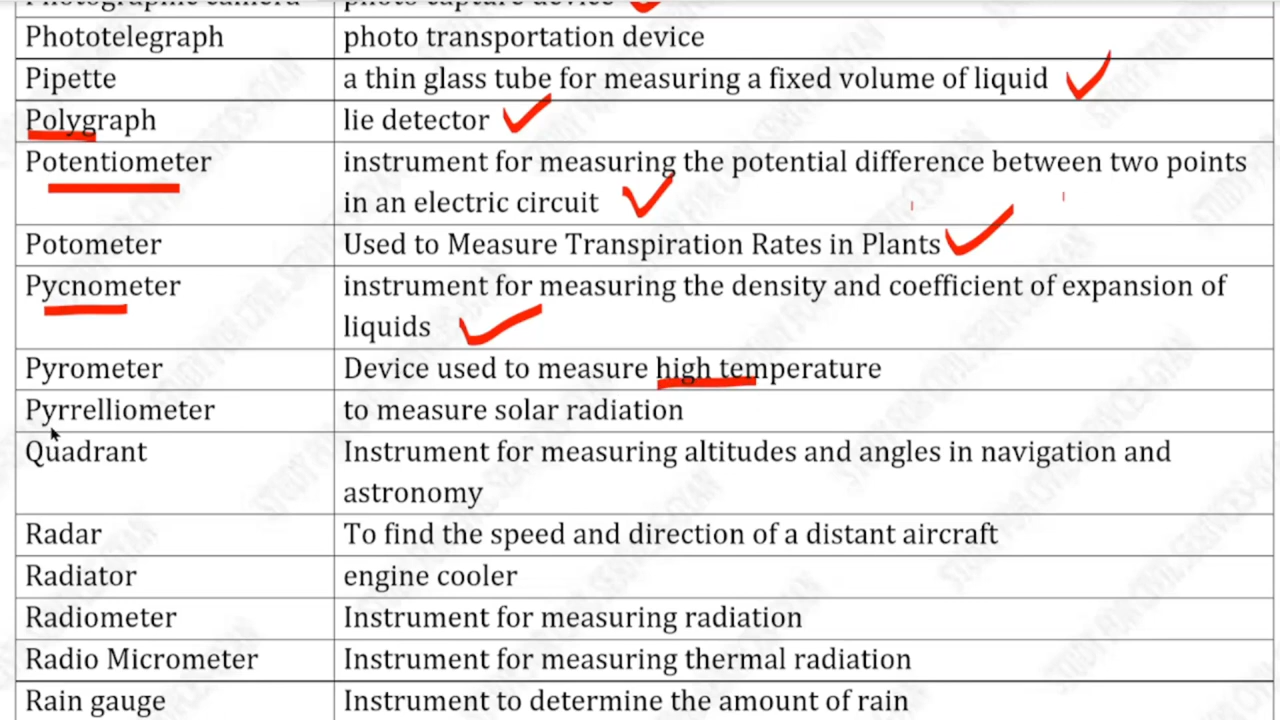 Photographic camera photo capture device
Phototelegraph photo transportation device
Pipette a thin glass tube for measuring a fixed volume of liquid
Polygraph lie detector
Potentiometer instrument for measuring the potential difference between two points
in an electric circuit
Potometer Used to Measure Transpiration Rates in Plants
Pycnometer instrument for measuring the density and coefficient of expansion of
liquids
Pyrometer Device used to measure high temperature
Pyrrelliometer to measure solar radiation
Quadrant Instrument for measuring altitudes and angles in navigation and
astronomy
Radar To find the speed and direction of a distant aircraft
Radiator engine cooler
Radiometer Instrument for measuring radiation
Radio Micrometer Instrument for measuring thermal radiation
Rain gauge Instrument to determine the amount of rain